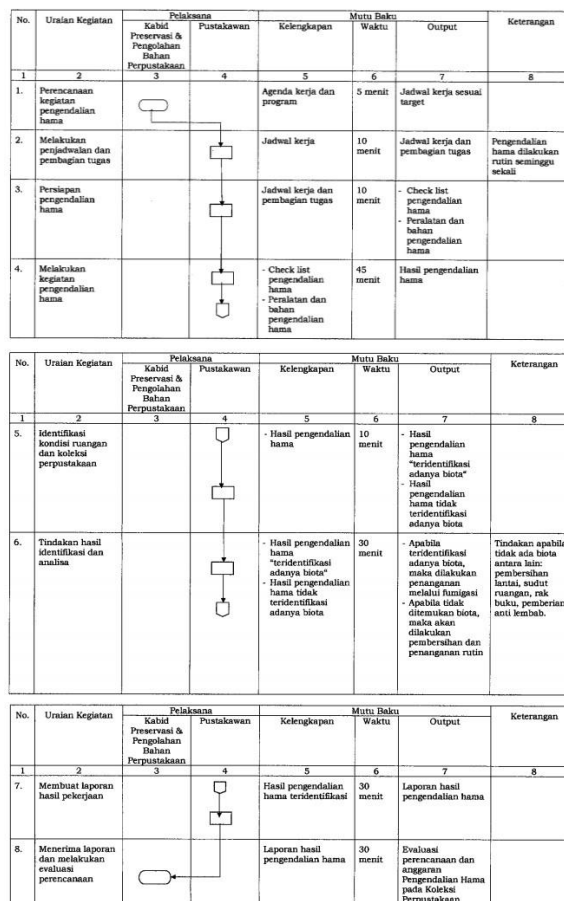 No.
Uraian Kegiatan
Pelaksana
Mutu Baku
Keterangan
Kabid
Preservasi &
Pengolahan
Bahan
Perpustakaan
Pustakawan
Kelengkapan
Waktu
Output
1 2 3 4 5 6 7 8
1.
Perencanaan
kegiatan
pengendalian
hama
Agenda kerja dan
program
5 menit
Jadwal kerja sesuai
target
2.
Melakukan
penjadwalan dan
pembagian tugas
Jadwal kerja
10
menit
Jadwal kerja dan
pembagian tugas
Pengendalian
hama dilakukan
rutin seminggu
sekali
3.
Persiapan
pengendalian
hama
Jadwal kerja dan
pembagian tugas
10
menit
- Check list
pengendalian
hama
- Peralatan dan
bahan
pengendalian
hama
4.
Melakukan
kegiatan
pengendalian
hama
- Check list
pengendalian
hama
- Peralatan dan
bahan
pengendalian
hama
45
menit
Hasil pengendalian
hama
No.
Uraian Kegiatan
Pelaksana
Mutu Baku
Keterangan
Kabid
Preservasi &
Pengolahan
Bahan
Perpustakaan
Pustakawan
Kelengkapan
Waktu
Output
1 2 3 4 5 6 7 8
5.
Identifikasi
kondisi ruangan
dan koleksi
perpustakaan
- Hasil pengendalian
hama
10
menit
- Hasil
pengendalian
hama
"teridentifikasi
adanya biota"
- Hasil
pengendalian
hama tidak
teridentifikasi
adanya biota
6.
Tindakan hasil
identifikasi dan
analisa
- Hasil pengendalian
hama
"teridentifikasi
adanya biota"
- Hasil pengendalian
hama tidak
teridentifikasi
adanya biota
30
menit
- Apabila
teridentifikasi
adanya biota,
maka dilakukan
penanganan
melalui fumigasi
- Apabila tidak
ditemukan biota,
maka akan
dilakukan
pembersihan dan
penanganan rutin
Tindakan apabila
tidak ada biota
antara lain:
pembersihan
lantai, sudut
ruangan, rak
buku, pemberian
anti lembab.
No.
Uraian Kegiatan
Pelaksana
Mutu Baku
Keterangan
Kabid
Preservasi &
Pengolahan
Bahan
Perpustakaan
Pustakawan
Kelengkapan
Waktu
Output
1 2 3 4 5 6 7 8
7.
Membuat laporan
hasil pekerjaan
Hasil pengendalian
hama teridentifikasi
30
menit
Laporan hasil
pengendalian hama
8.
Menerima laporan
dan melakukan
evaluasi
perencanaan
Laporan hasil
pengendalian hama
30
menit
Evaluasi
perencanaan dan
anggaran
Pengendalian Hama
pada Koleksi
Perpustakaan